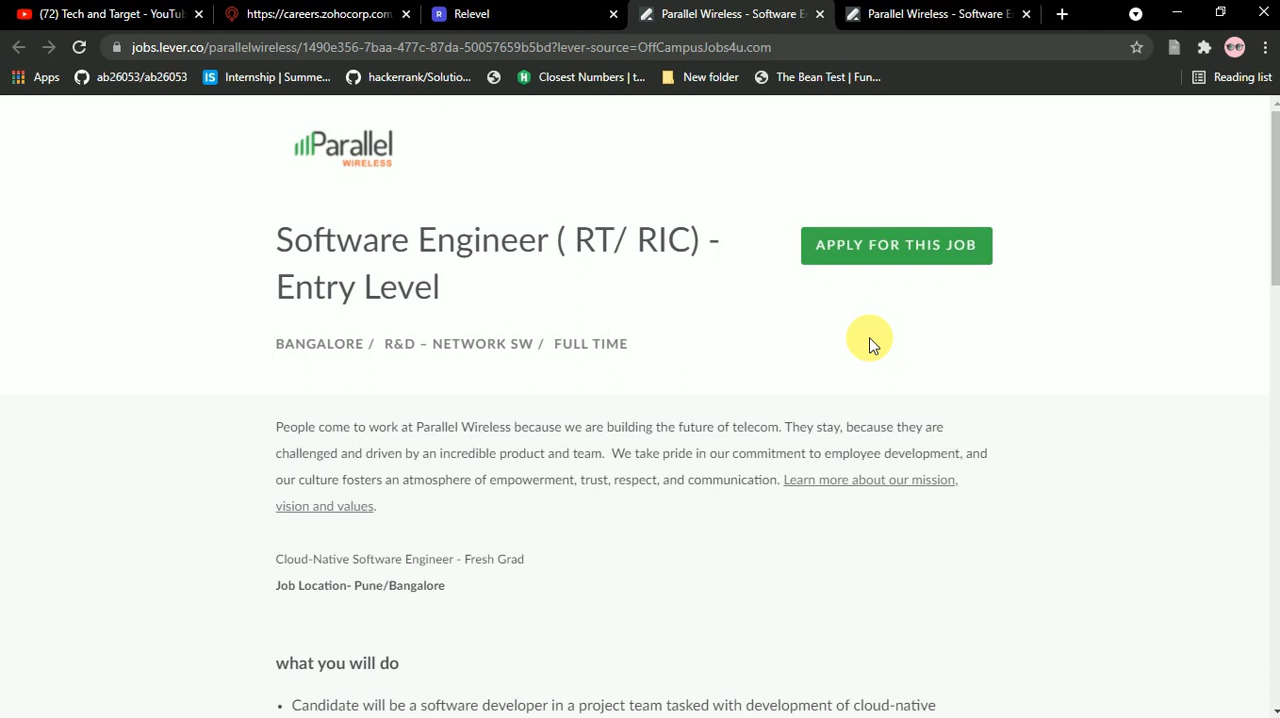 (72) Tech and Target - YouTu
https://careers.zohocorp.com
Relevel
Parallel Wireless - Software E
Parallel Wireless - Software E
jobs.lever.co/parallelwireless/1490e356-7baa-477c-87da-50057659b5bd?lever-source=OffCampusJobs4u.com
Apps
ab26053/ab26053
IS
Internship | Summe...
hackerrank/Solutio...
Closest Numbers | t...
New folder
The Bean Test | Fun...
Reading list
Parallel
WIRELESS
Software Engineer ( RT/ RIC) -
Entry Level
APPLY FOR THIS JOB
BANGALORE / R&D – NETWORK SW / FULL TIME
People come to work at Parallel Wireless because we are building the future of telecom. They stay, because they are
challenged and driven by an incredible product and team. We take pride in our commitment to employee development, and
our culture fosters an atmosphere of empowerment, trust, respect, and communication. Learn more about our mission,
vision and values.
Cloud-Native Software Engineer - Fresh Grad
Job Location- Pune/Bangalore
what you will do
• Candidate will be a software developer in a project team tasked with development of cloud-native